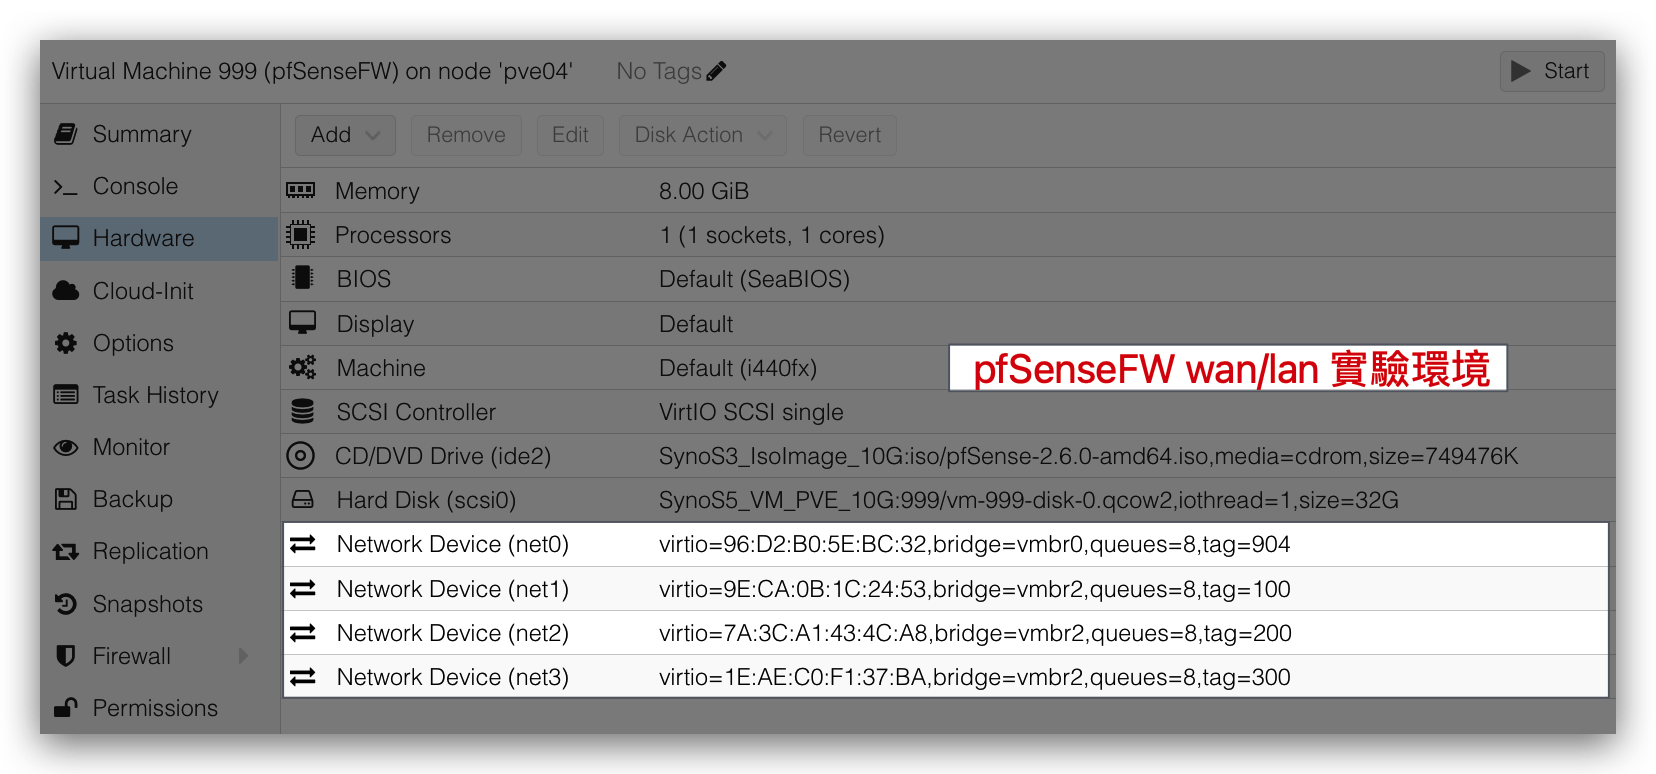 Virtual Machine 999 (pfSenseFW) on node 'pve04' No Tags Start
Summary
Console
Hardware
Cloud-Init
Options
Task History
Monitor
Backup
Replication
Snapshots
Firewall
Permissions
Add Remove Edit Disk Action Revert
Memory 8.00 GiB
Processors 1 (1 sockets, 1 cores)
BIOS Default (SeaBIOS)
Display Default
Machine Default (i440fx)
pfSenseFW wan/lan 實驗環境
SCSI Controller VirtIO SCSI single
CD/DVD Drive (ide2) SynoS3_IsoImage_10G:iso/pfSense-2.6.0-amd64.iso,media=cdrom,size=749476K
Hard Disk (scsi0) SynoS5_VM_PVE_10G:999/vm-999-disk-0.qcow2,iothread=1,size=32G
Network Device (net0) virtio=96:D2:B0:5E:BC:32,bridge=vmbr0,queues=8,tag=904
Network Device (net1) virtio=9E:CA:0B:1C:24:53,bridge=vmbr2,queues=8,tag=100
Network Device (net2) virtio=7A:3C:A1:43:4C:A8,bridge=vmbr2,queues=8,tag=200
Network Device (net3) virtio=1E:AE:C0:F1:37:BA,bridge=vmbr2,queues=8,tag=300